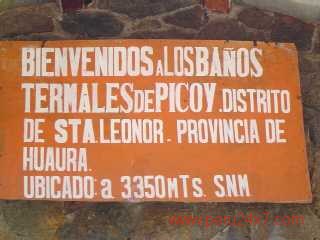 BIENVENIDOS A LOS BAÑOS
TERMALES DE PICOY. DISTRITO
DE STA. LEONOR - PROVINCIA DE
HUAURA.
UBICADO: a 3350 mTs. SNM